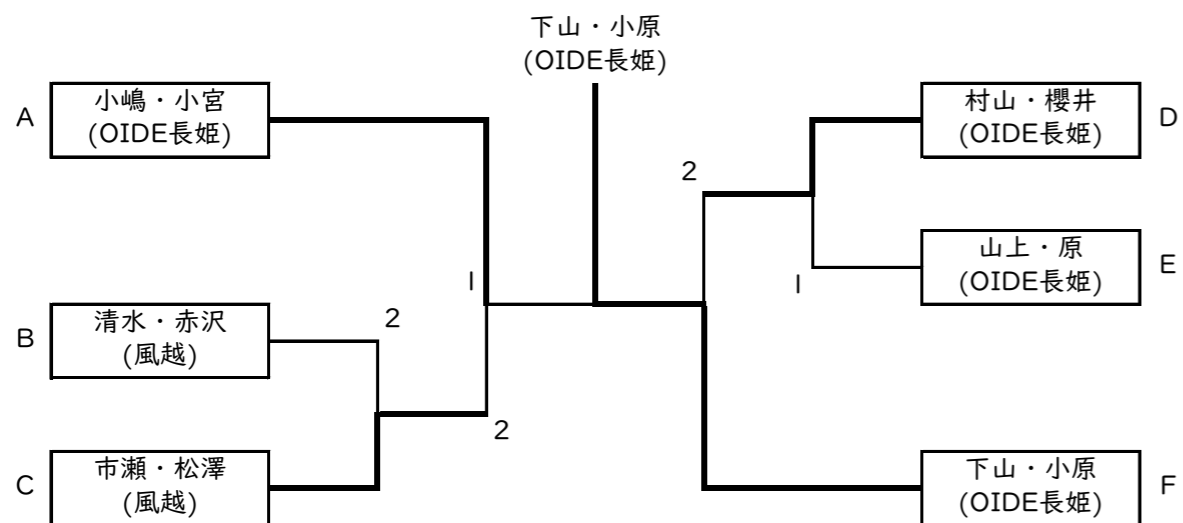 下山・小原
(OIDE長姫)
A
小嶋・小宮
(OIDE長姫)
村山・櫻井
(OIDE長姫)
D
2
山上・原
(OIDE長姫)
E
1
1
B
清水・赤沢
(風越)
2
2
C
市瀬・松澤
(風越)
下山・小原
(OIDE長姫)
F